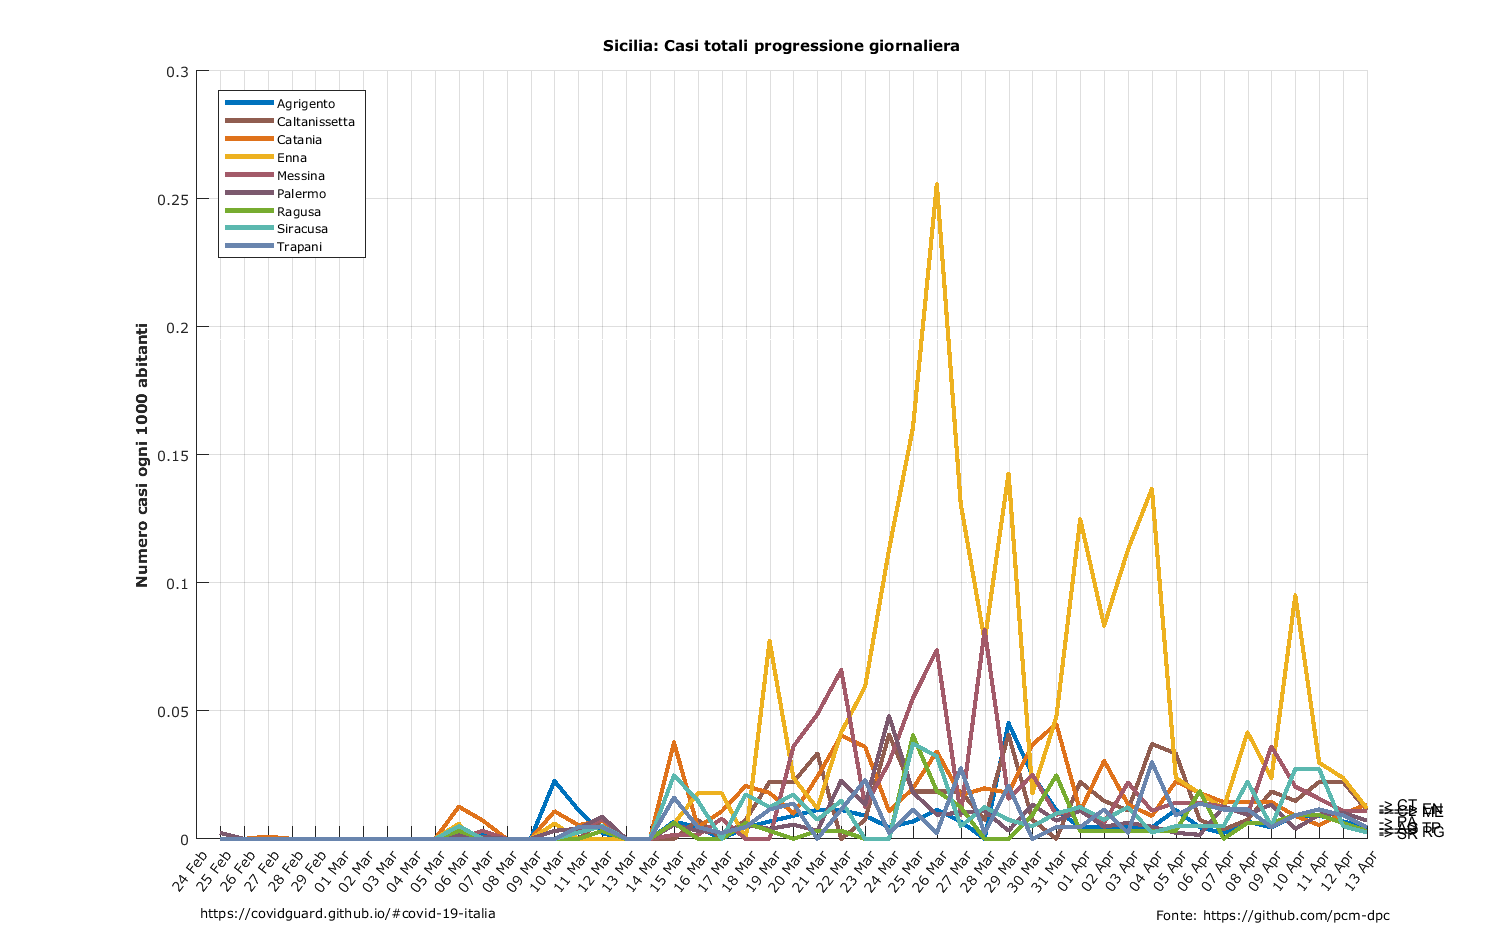 Sicilia: Casi totali progressione giornaliera
Numero casi ogni 1000 abitanti
0.3
0.25
0.2
0.15
0.1
0.05
0
Agrigento
Caltanissetta
Catania
Enna
Messina
Palermo
Ragusa
Siracusa
Trapani
24 Feb
25 Feb
26 Feb
27 Feb
28 Feb
29 Feb
01 Mar
02 Mar
03 Mar
04 Mar
05 Mar
06 Mar
07 Mar
08 Mar
09 Mar
10 Mar
11 Mar
12 Mar
13 Mar
14 Mar
15 Mar
16 Mar
17 Mar
18 Mar
19 Mar
20 Mar
21 Mar
22 Mar
23 Mar
24 Mar
25 Mar
26 Mar
27 Mar
28 Mar
29 Mar
30 Mar
31 Mar
01 Apr
02 Apr
03 Apr
04 Apr
05 Apr
06 Apr
07 Apr
08 Apr
09 Apr
10 Apr
11 Apr
12 Apr
13 Apr
-> CT
EN
ME
-> PA
TP
RG
-> SR
https://covidguard.github.io/#covid-19-italia
Fonte: https://github.com/pcm-dpc